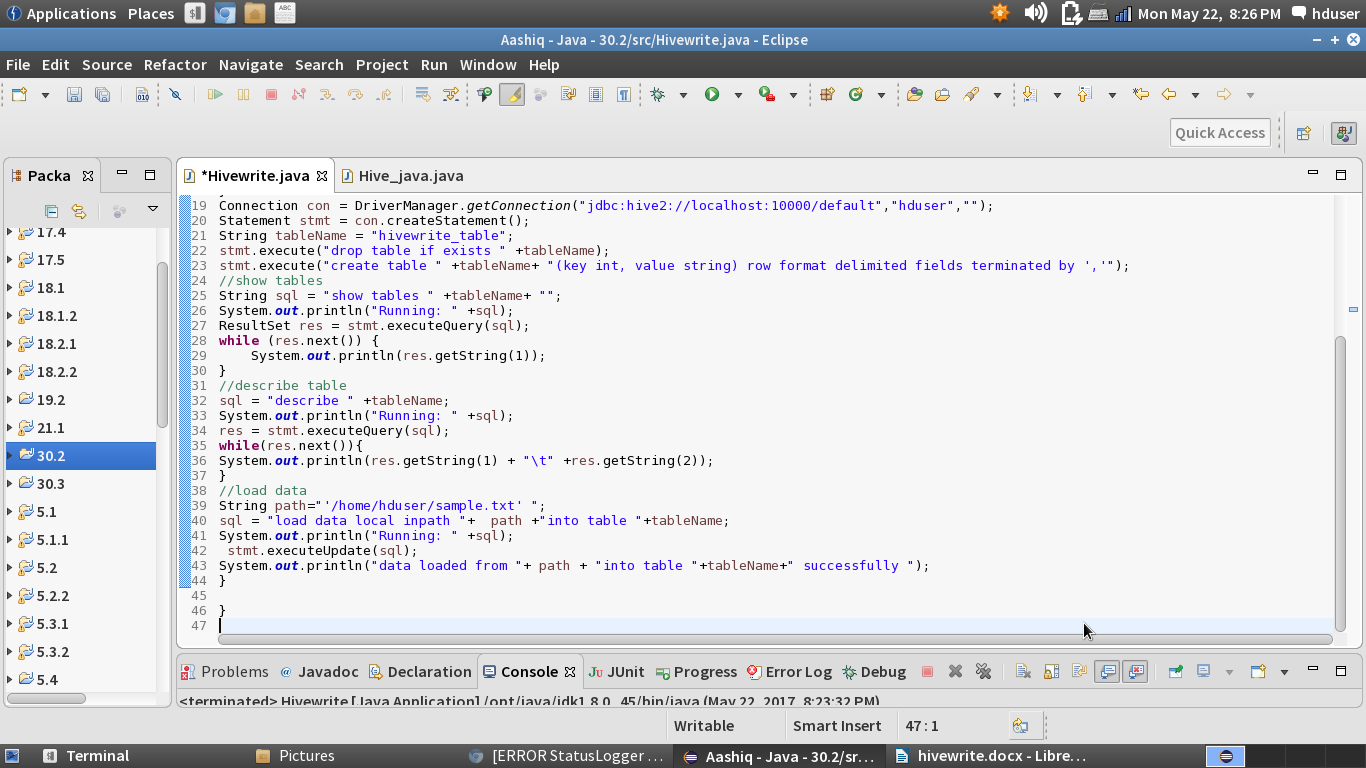 Applications Places Mon May 22, 8:26 PM hduser
Aashiq - Java - 30.2/src/Hivewrite.java - Eclipse
File Edit Source Refactor Navigate Search Project Run Window Help
Quick Access
Packa
*Hivewrite.java Hive_java.java
17.4
17.5
18.1
18.1.2
18.2.1
18.2.2
19.2
21.1
30.2
30.3
5.1
5.1.1
5.2
5.2.2
5.3.1
5.3.2
5.4
19 Connection con = DriverManager.getConnection("jdbc:hive2://localhost:10000/default","hduser","");
20 Statement stmt = con.createStatement();
21 String tableName = "hivewrite_table";
22 stmt.execute("drop table if exists " +tableName);
23 stmt.execute("create table " +tableName+ "(key int, value string) row format delimited fields terminated by ','");
24 //show tables
25 String sql = "show tables " +tableName+ "";
26 System.out.println("Running: " +sql);
27 ResultSet res = stmt.executeQuery(sql);
28 while (res.next()) {
29     System.out.println(res.getString(1));
30 }
31 //describe table
32 sql = "describe " +tableName;
33 System.out.println("Running: " +sql);
34 res = stmt.executeQuery(sql);
35 while(res.next()){
36 System.out.println(res.getString(1) + "\t" +res.getString(2));
37 }
38 //load data
39 String path="'/home/hduser/sample.txt' ";
40 sql = "load data local inpath "+  path +"into table "+tableName;
41 System.out.println("Running: " +sql);
42  stmt.executeUpdate(sql);
43 System.out.println("data loaded from "+ path + "into table "+tableName+" successfully ");
44 }
45
46 }
47
Problems @ Javadoc Declaration Console JUnit Progress Error Log Debug
<terminated> Hivewrite [Java Application] /opt/java/jdk1.8.0_45/bin/java (May 22, 2017, 8:23:32 PM)
Writable Smart Insert 47 : 1
Terminal Pictures [ERROR StatusLogger ... Aashiq - Java - 30.2/sr... hivewrite.docx - Libre...